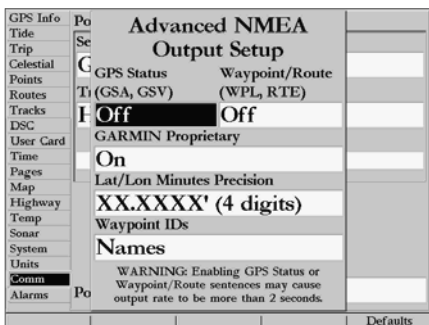 GPS Info
Tide
Trip
Celestial
Points
Routes
Tracks
DSC
User Card
Time
Pages
Map
Highway
Temp
Sonar
System
Units
Comm
Alarms
Po
Se
G
T
H
Po
Advanced NMEA
Output Setup
GPS Status Waypoint/Route
(GSA, GSV) (WPL, RTE)
Off Off
GARMIN Proprietary
On
Lat/Lon Minutes Precision
XX.XXXX' (4 digits)
Waypoint IDs
Names
WARNING: Enabling GPS Status or
Waypoint/Route sentences may cause
output rate to be more than 2 seconds.
Defaults